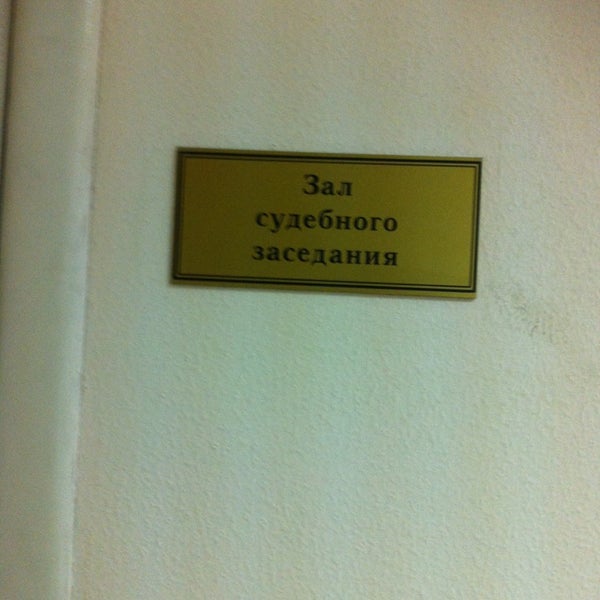 Зал
судебного
заседания